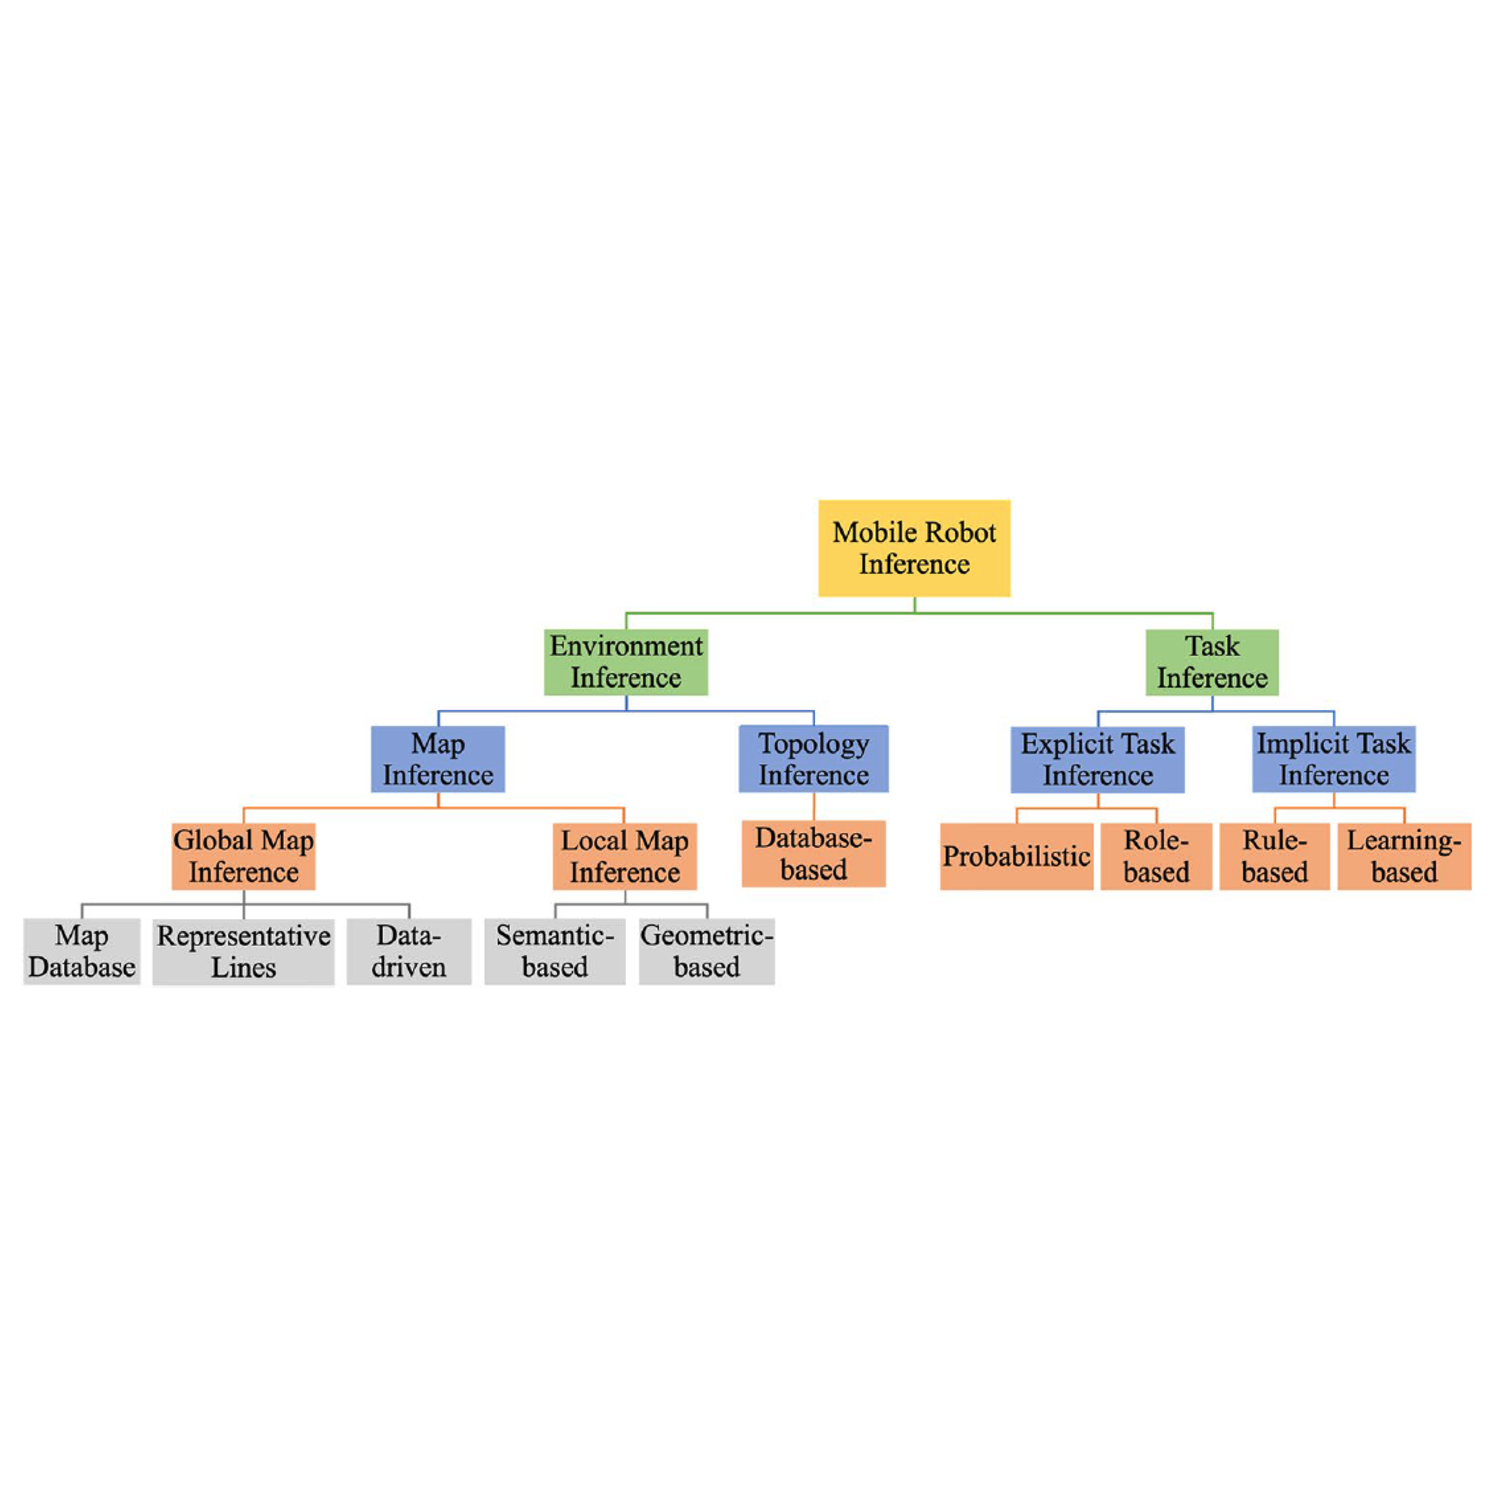 Mobile Robot
Inference
Environment
Inference
Task
Inference
Map
Inference
Topology
Inference
Explicit Task
Inference
Implicit Task
Inference
Global Map
Inference
Local Map
Inference
Database-
based
Probabilistic
Role-
based
Rule-
based
Learning-
based
Map
Database
Representative
Lines
Data-
driven
Semantic-
based
Geometric-
based